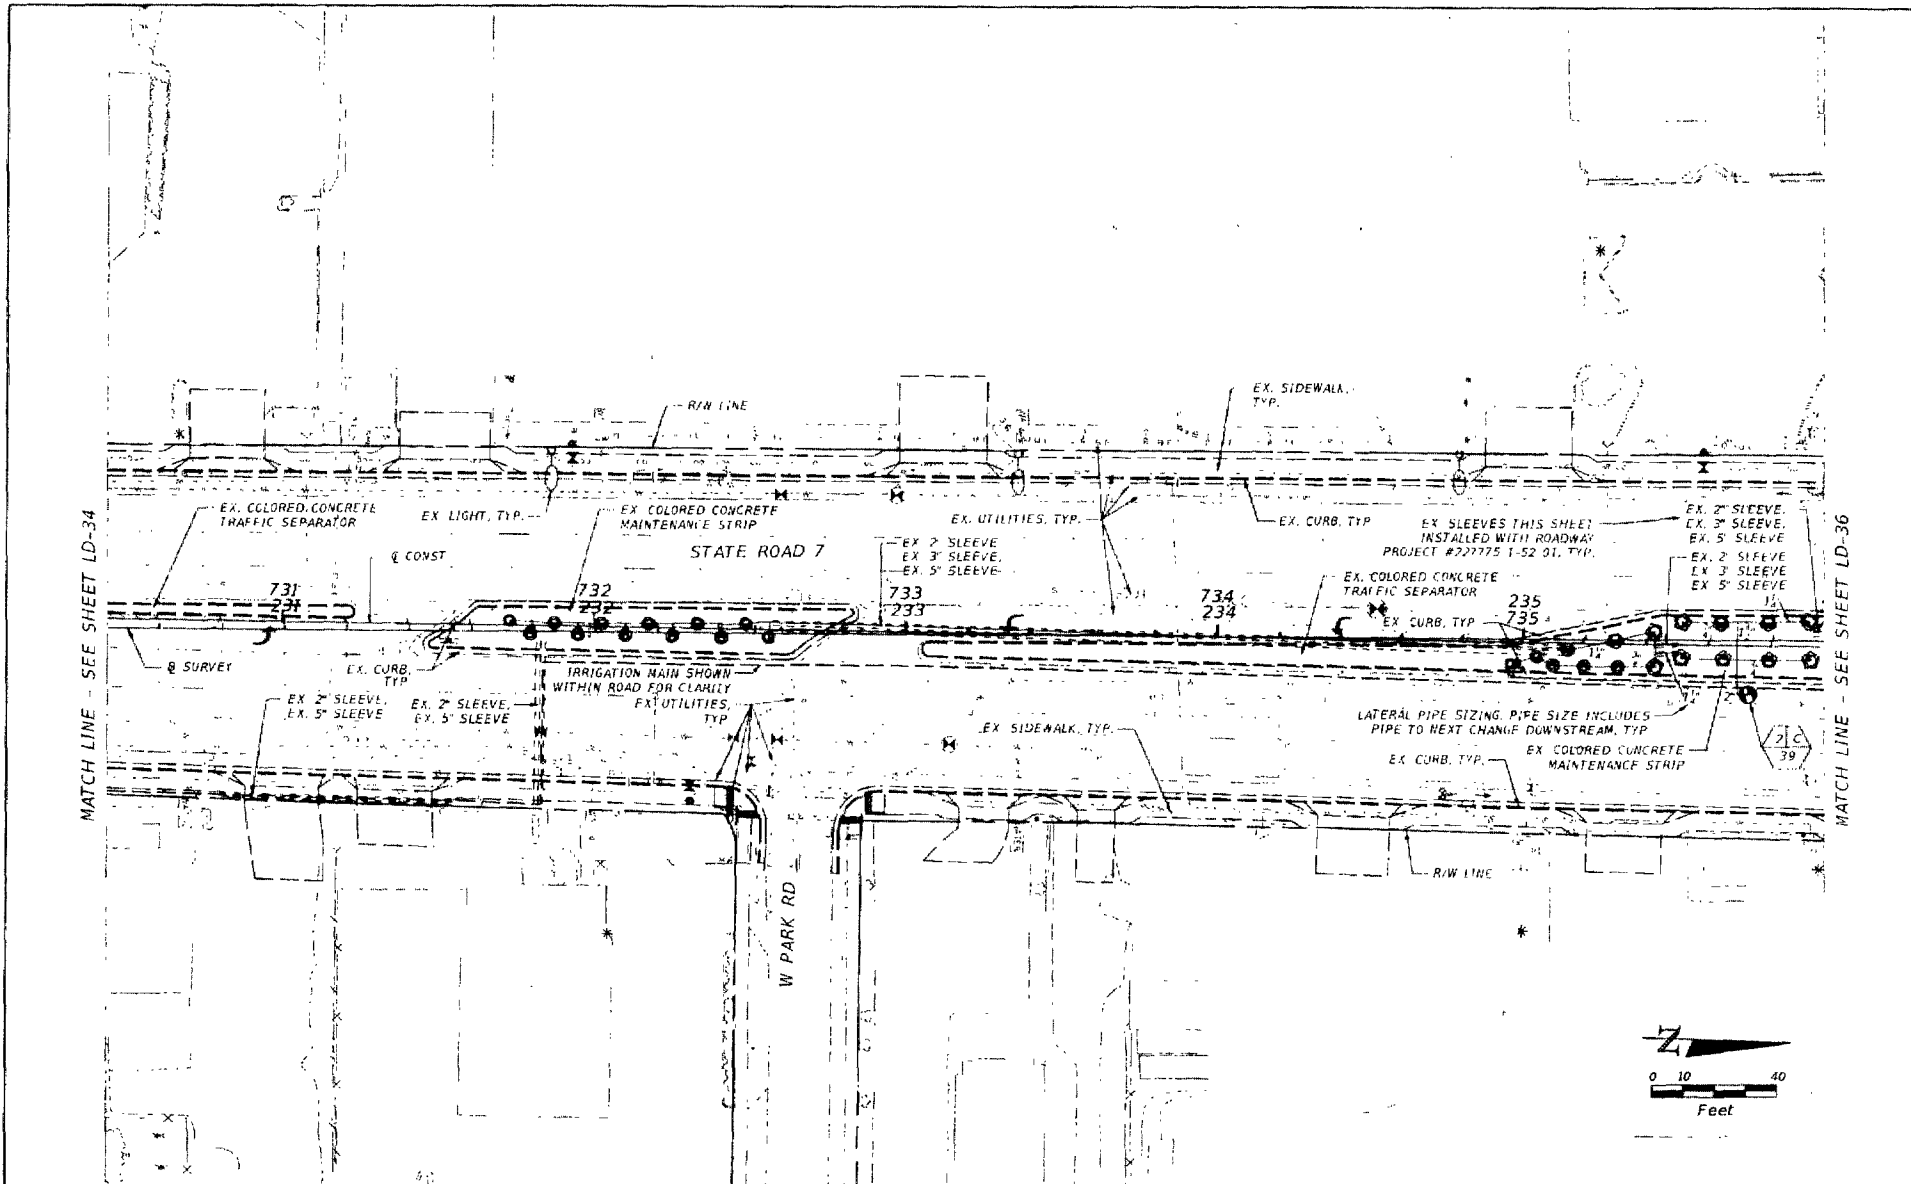 EX. SIDEWALK,
TYP.
R/W LINE
EX. COLORED CONCRETE
TRAFFIC SEPARATOR
EX LIGHT, TYP.
EX COLORED CONCRETE
MAINTENANCE STRIP
EX. UTILITIES, TYP.
EX. CURB, TYP
EX SLEEVES THIS SHEET
INSTALLED WITH ROADWAY
EX. 2" SLEEVE,
EX. 3" SLEEVE,
EX. 5" SLEEVE
STATE ROAD 7
EX 2" SLEEVE
EX 3" SLEEVE,
EX. 5" SLEEVE
EX. 2" SLEEVE
EX 3" SLEEVE
EX 5" SLEEVE
CONST
EX. COLORED CONCRETE
TRAFFIC SEPARATOR
731
231
732
232
733
233
734
234
235
735
EX CURB, TYP
SURVEY
EX. CURB,
TYP
IRRIGATION MAIN SHOWN
WITHIN ROAD FOR CLARITY
EX UTILITIES,
TYP
EX 2" SLEEVE,
EX. 5" SLEEVE
EX. 2" SLEEVE,
EX. 5" SLEEVE
EX SIDEWALK, TYP.
LATERAL PIPE SIZING. PIPE SIZE INCLUDES
PIPE TO NEXT CHANGE DOWNSTREAM, TYP
EX COLORED CONCRETE
MAINTENANCE STRIP
EX CURB, TYP.
2 C
39
MATCH LINE - SEE SHEET LD-34
MATCH LINE - SEE SHEET LD-36
R/W LINE
W PARK RD
Z
0 10 40
Feet